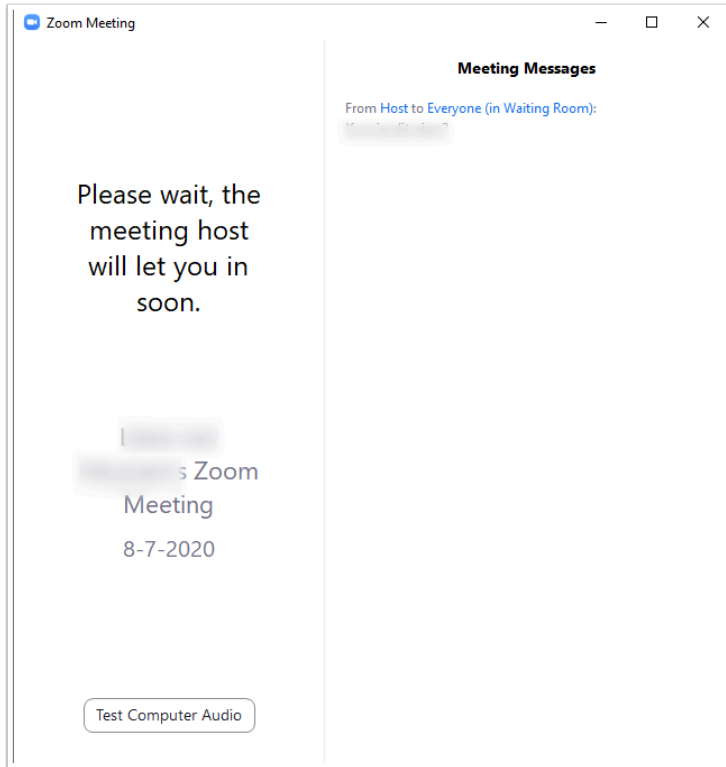 Zoom Meeting
Meeting Messages
From Host to Everyone (in Waiting Room):
Please wait, the
meeting host
will let you in
soon.
s Zoom
Meeting
8-7-2020
Test Computer Audio